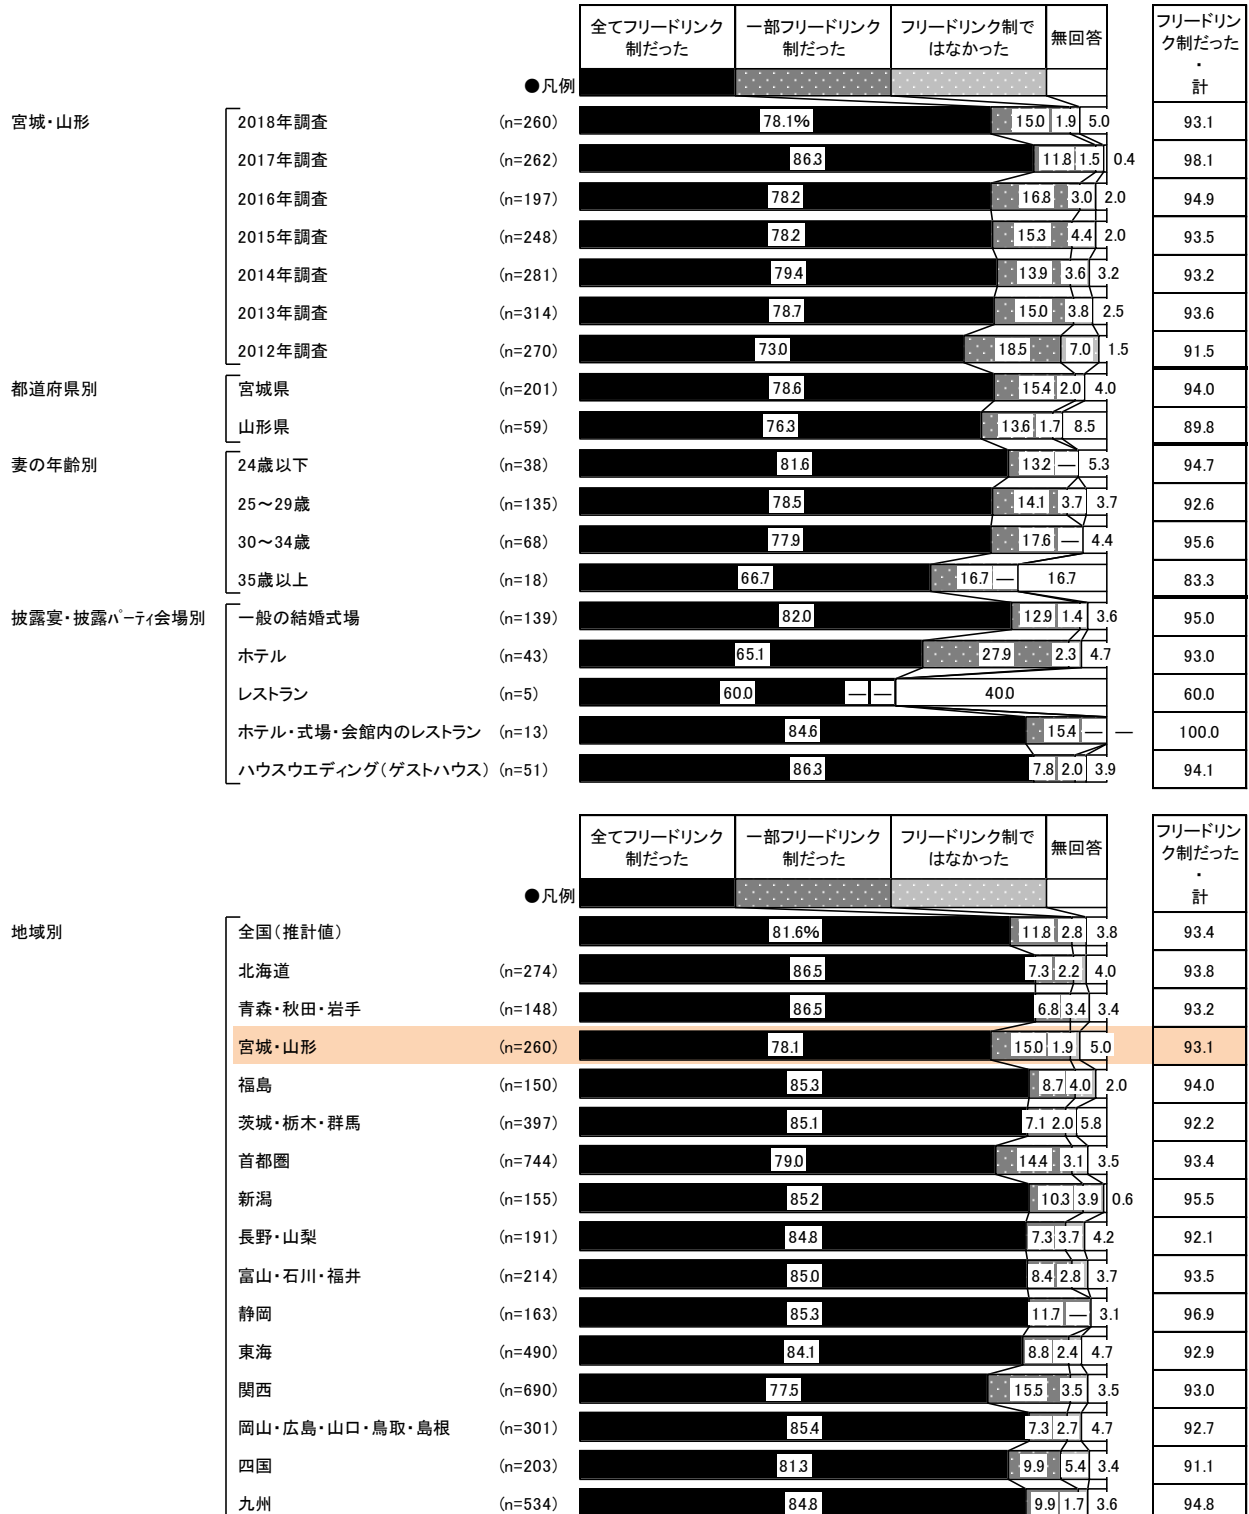 全てフリードリンク制だった 一部フリードリンク制だった フリードリンク制ではなかった 無回答 フリードリンク制だった・計
●凡例
宮城・山形 2018年調査 (n=260) 78.1% 15.0 1.9 5.0 93.1
2017年調査 (n=262) 86.3 11.8 1.5 0.4 98.1
2016年調査 (n=197) 78.2 16.8 3.0 2.0 94.9
2015年調査 (n=248) 78.2 15.3 4.4 2.0 93.5
2014年調査 (n=281) 79.4 13.9 3.6 3.2 93.2
2013年調査 (n=314) 78.7 15.0 3.8 2.5 93.6
2012年調査 (n=270) 73.0 18.5 7.0 1.5 91.5
都道府県別 宮城県 (n=201) 78.6 15.4 2.0 4.0 94.0
山形県 (n=59) 76.3 13.6 1.7 8.5 89.8
妻の年齢別 24歳以下 (n=38) 81.6 13.2 — 5.3 94.7
25～29歳 (n=135) 78.5 14.1 3.7 3.7 92.6
30～34歳 (n=68) 77.9 17.6 — 4.4 95.6
35歳以上 (n=18) 66.7 16.7 — 16.7 83.3
披露宴・披露ﾊﾟｰﾃｨ会場別 一般の結婚式場 (n=139) 82.0 12.9 1.4 3.6 95.0
ホテル (n=43) 65.1 27.9 2.3 4.7 93.0
レストラン (n=5) 60.0 — — 40.0 60.0
ホテル・式場・会館内のレストラン (n=13) 84.6 15.4 — — 100.0
ハウスウエディング(ゲストハウス) (n=51) 86.3 7.8 2.0 3.9 94.1
全てフリードリンク制だった 一部フリードリンク制だった フリードリンク制ではなかった 無回答 フリードリンク制だった・計
●凡例
地域別 全国(推計値) 81.6% 11.8 2.8 3.8 93.4
北海道 (n=274) 86.5 7.3 2.2 4.0 93.8
青森・秋田・岩手 (n=148) 86.5 6.8 3.4 3.4 93.2
宮城・山形 (n=260) 78.1 15.0 1.9 5.0 93.1
福島 (n=150) 85.3 8.7 4.0 2.0 94.0
茨城・栃木・群馬 (n=397) 85.1 7.1 2.0 5.8 92.2
首都圏 (n=744) 79.0 14.4 3.1 3.5 93.4
新潟 (n=155) 85.2 10.3 3.9 0.6 95.5
長野・山梨 (n=191) 84.8 7.3 3.7 4.2 92.1
富山・石川・福井 (n=214) 85.0 8.4 2.8 3.7 93.5
静岡 (n=163) 85.3 11.7 — 3.1 96.9
東海 (n=490) 84.1 8.8 2.4 4.7 92.9
関西 (n=690) 77.5 15.5 3.5 3.5 93.0
岡山・広島・山口・鳥取・島根 (n=301) 85.4 7.3 2.7 4.7 92.7
四国 (n=203) 81.3 9.9 5.4 3.4 91.1
九州 (n=534) 84.8 9.9 1.7 3.6 94.8